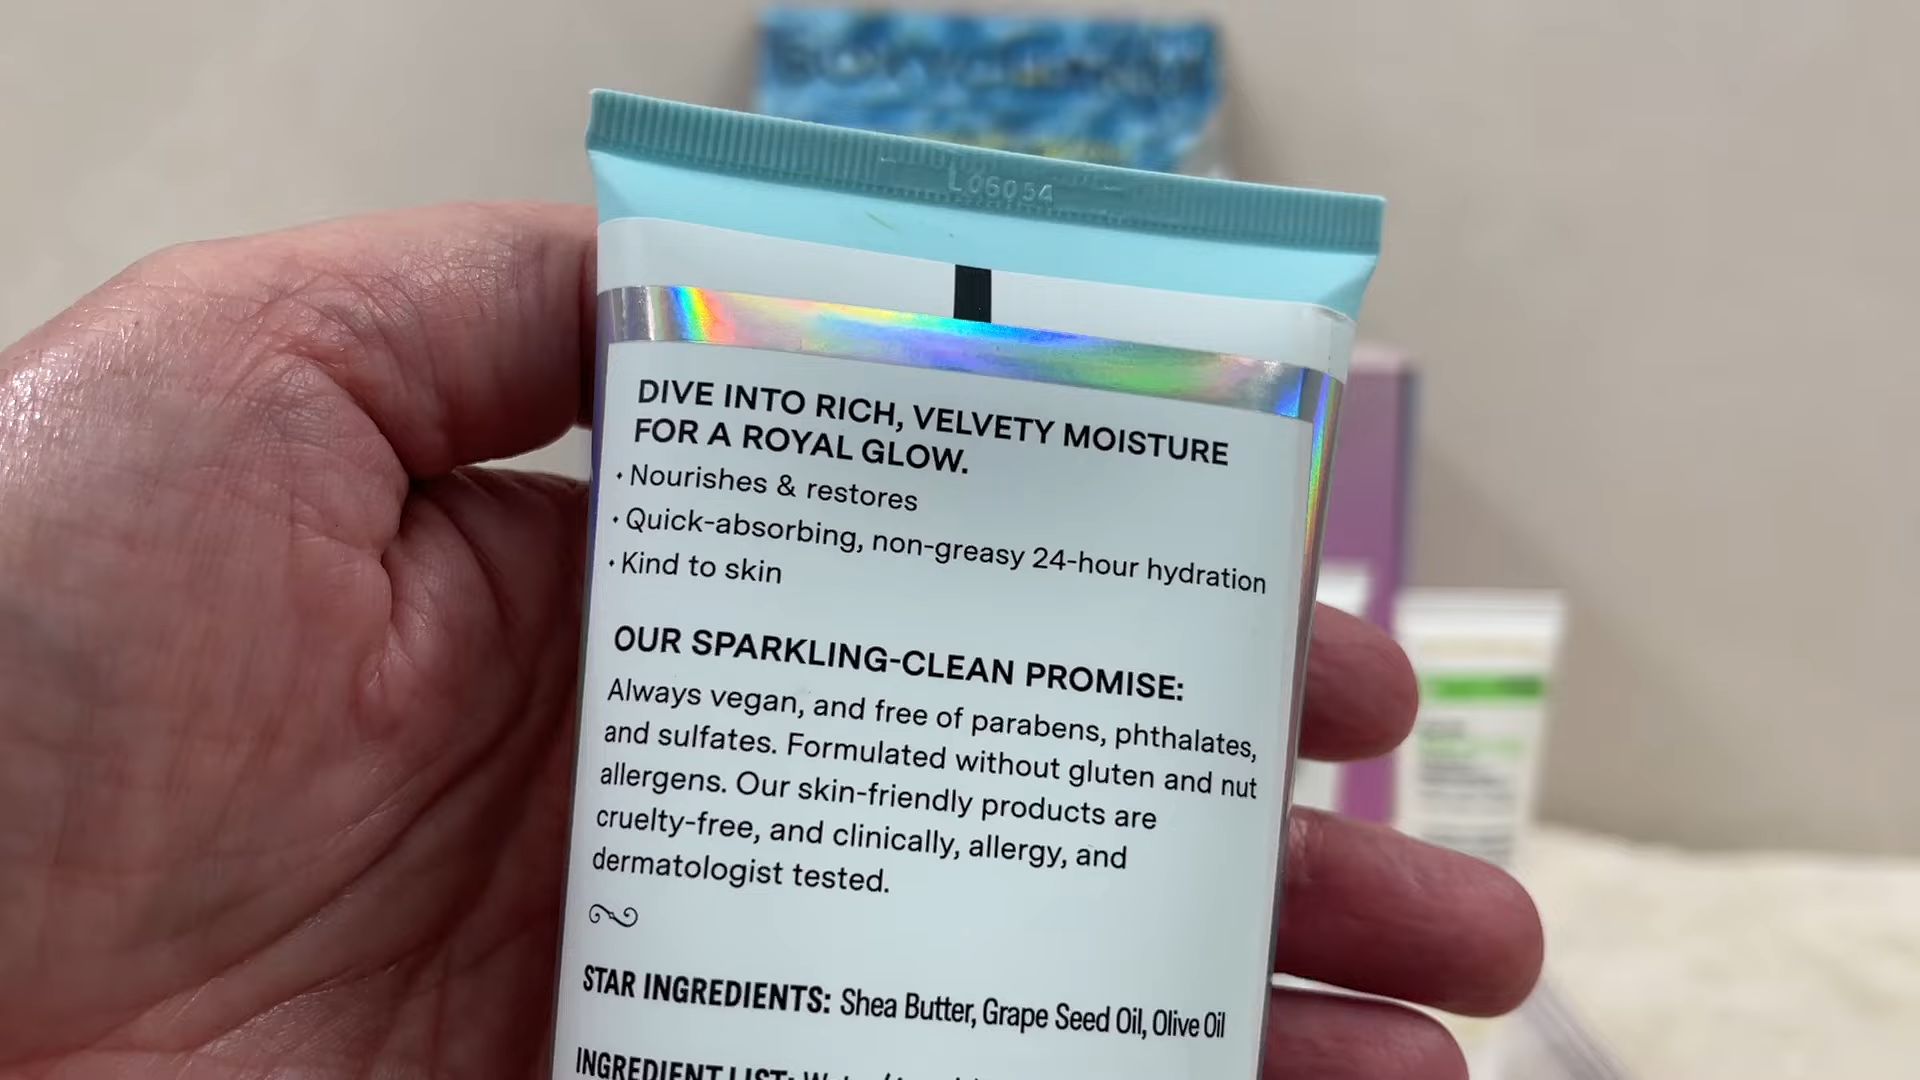 L06054
DIVE INTO RICH, VELVETY MOISTURE
FOR A ROYAL GLOW.
· Nourishes & restores
· Quick-absorbing, non-greasy 24-hour hydration
· Kind to skin
OUR SPARKLING-CLEAN PROMISE:
Always vegan, and free of parabens, phthalates,
and sulfates. Formulated without gluten and nut
allergens. Our skin-friendly products are
cruelty-free, and clinically, allergy, and
dermatologist tested.
STAR INGREDIENTS: Shea Butter, Grape Seed Oil, Olive Oil
INGREDIENT LIST: